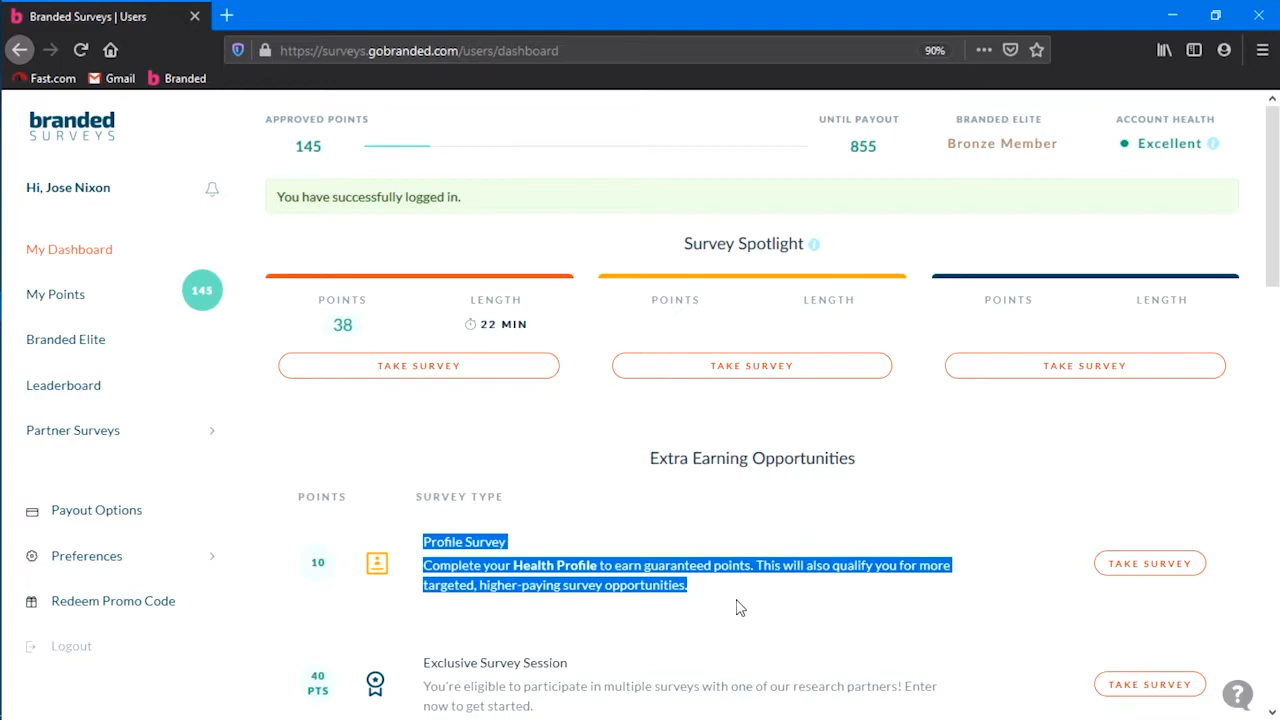 Branded Surveys | Users
https://surveys.gobranded.com/users/dashboard
90%
Fast.com
Gmail
Branded
branded
SURVEYS
APPROVED POINTS
145
UNTIL PAYOUT
855
BRANDED ELITE
Bronze Member
ACCOUNT HEALTH
Excellent
Hi, Jose Nixon
You have successfully logged in.
My Dashboard
My Points
145
Branded Elite
Leaderboard
Partner Surveys
Payout Options
Preferences
Redeem Promo Code
Logout
Survey Spotlight
POINTS
LENGTH
38
22 MIN
TAKE SURVEY
POINTS
LENGTH
TAKE SURVEY
POINTS
LENGTH
TAKE SURVEY
Extra Earning Opportunities
POINTS
SURVEY TYPE
10
Profile Survey
Complete your Health Profile to earn guaranteed points. This will also qualify you for more
targeted, higher-paying survey opportunities.
TAKE SURVEY
40
PTS
Exclusive Survey Session
You're eligible to participate in multiple surveys with one of our research partners! Enter
now to get started.
TAKE SURVEY